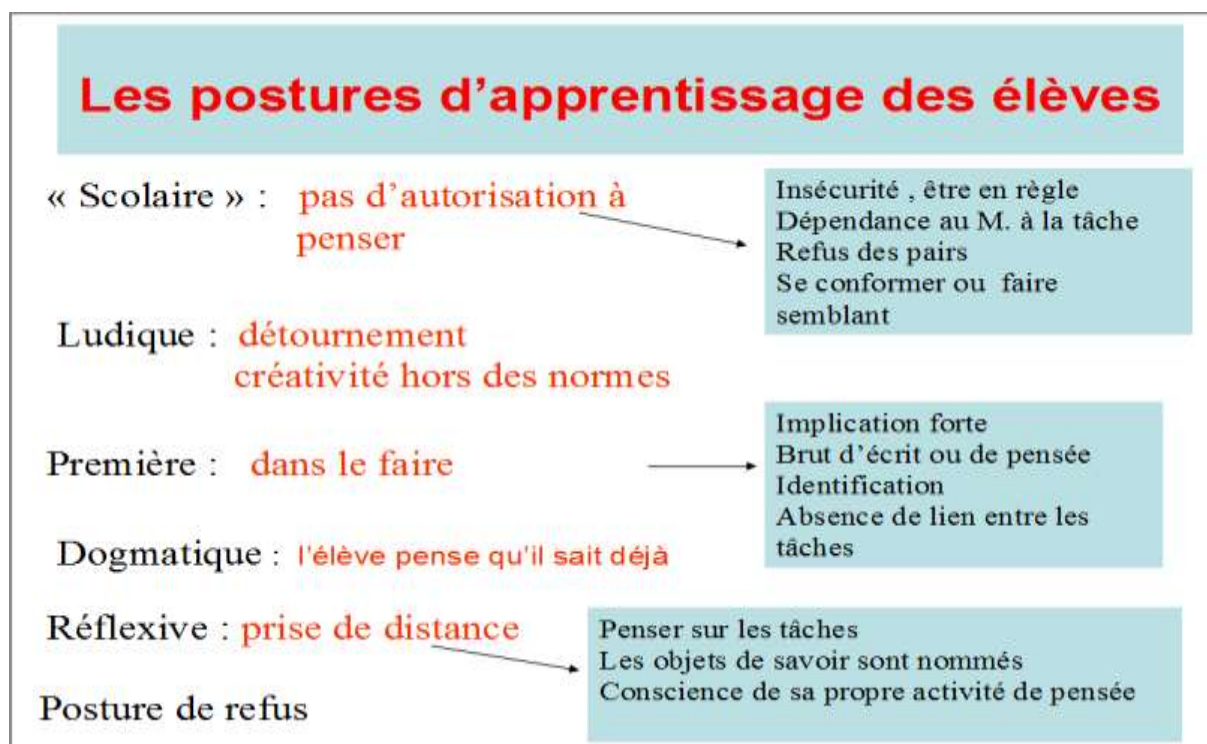 Les postures d'apprentissage des élèves
« Scolaire » : pas d'autorisation à
penser
Insécurité , être en règle
Dépendance au M. à la tâche
Refus des pairs
Se conformer ou faire
semblant
Ludique : détournement
créativité hors des normes
Première : dans le faire
Implication forte
Brut d'écrit ou de pensée
Identification
Absence de lien entre les
tâches
Dogmatique : l'élève pense qu'il sait déjà
Réflexive : prise de distance
Penser sur les tâches
Les objets de savoir sont nommés
Conscience de sa propre activité de pensée
Posture de refus